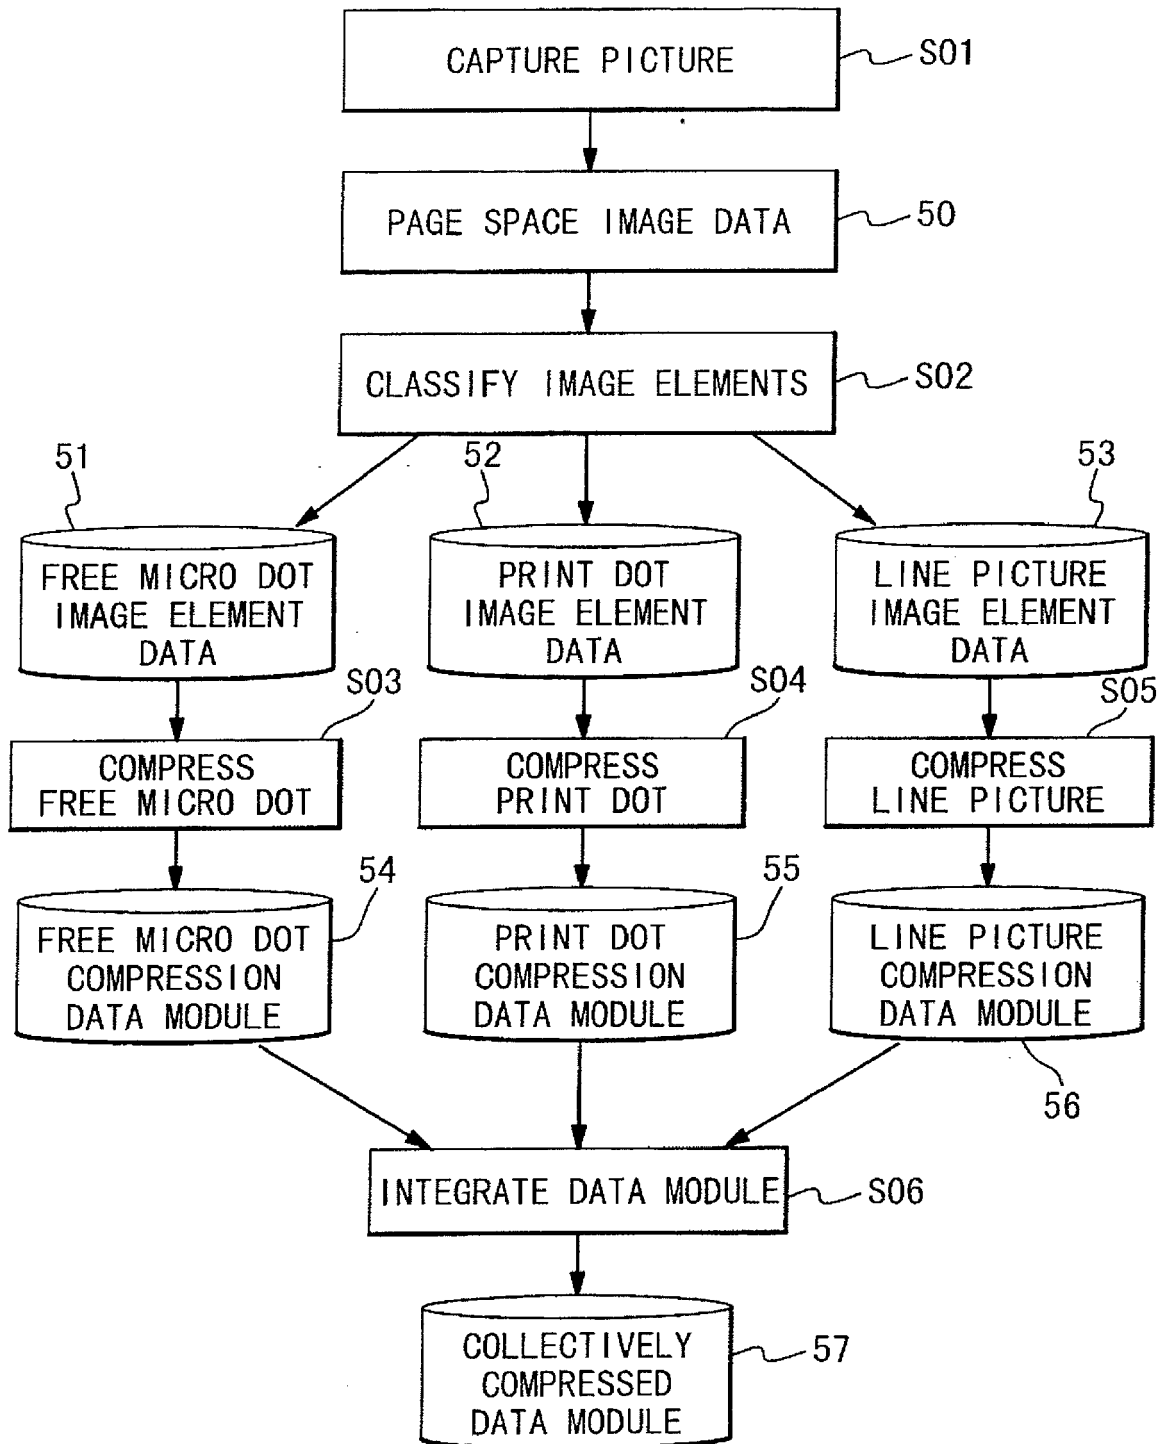 CAPTURE PICTURE
S01
PAGE SPACE IMAGE DATA
50
CLASSIFY IMAGE ELEMENTS
S02
51
52
53
FREE MICRO DOT
IMAGE ELEMENT
DATA
PRINT DOT
IMAGE ELEMENT
DATA
LINE PICTURE
IMAGE ELEMENT
DATA
S03
S04
S05
COMPRESS
FREE MICRO DOT
COMPRESS
PRINT DOT
COMPRESS
LINE PICTURE
54
55
FREE MICRO DOT
COMPRESSION
DATA MODULE
PRINT DOT
COMPRESSION
DATA MODULE
LINE PICTURE
COMPRESSION
DATA MODULE
56
INTEGRATE DATA MODULE
S06
COLLECTIVELY
COMPRESSED
DATA MODULE
57